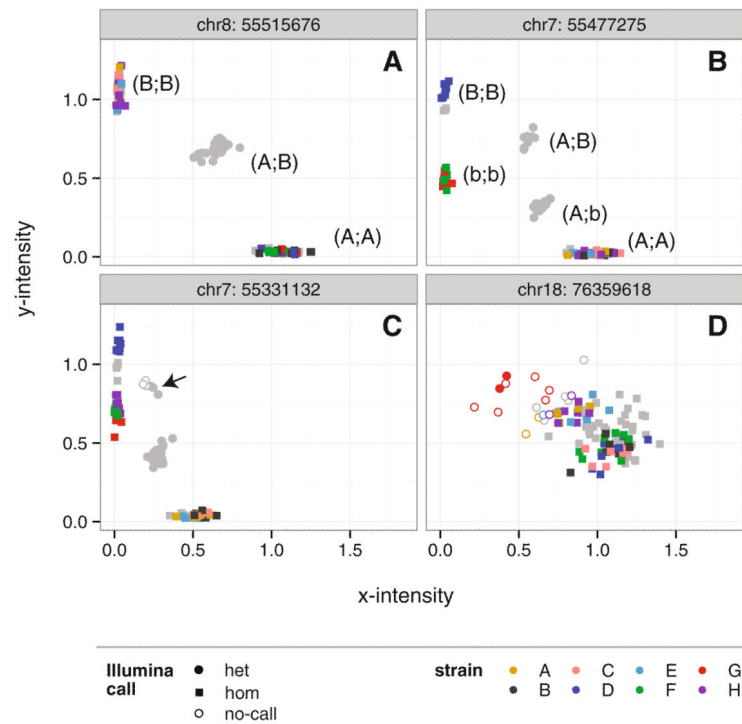 chr8: 55515676
chr7: 55477275
A
B
(B;B)
(A;B)
(A;A)
(B;B)
(A;B)
(b;b)
(A;b)
(A;A)
1.0
0.5
0.0
y-intensity
chr7: 55331132
chr18: 76359618
C
D
1.0
0.5
0.0
0.0 0.5 1.0 1.5 0.0 0.5 1.0 1.5
x-intensity
Illumina call
het
hom
no-call
strain
A C E G
B D F H